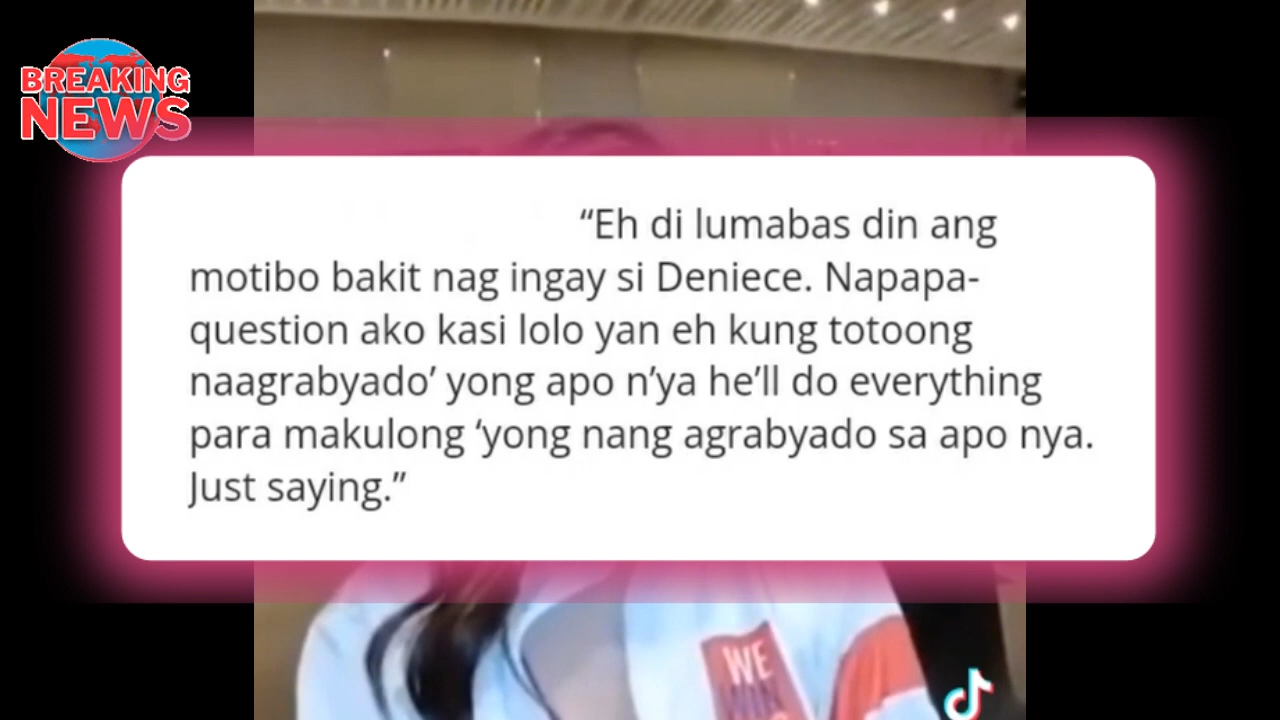 BREAKING
NEWS
“Eh di lumabas din ang
motibo bakit nag ingay si Deniece. Napapa-
question ako kasi lolo yan eh kung totoong
naagrabyado’ yong apo n’ya he’ll do everything
para makulong ‘yong nang agrabyado sa apo nya.
Just saying.”
WE